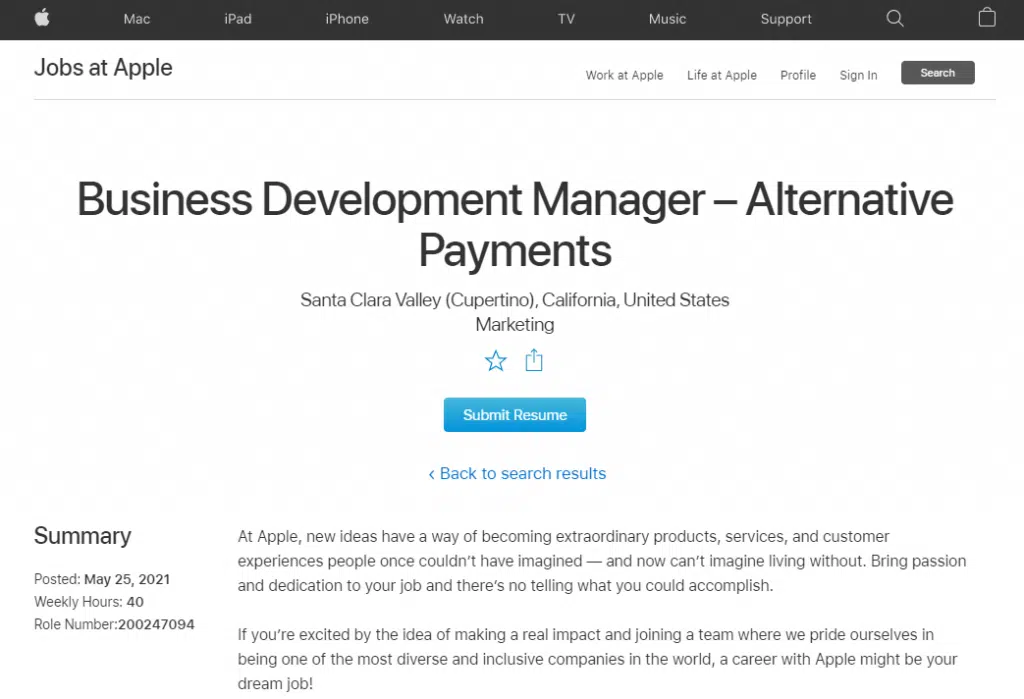 Mac iPad iPhone Watch TV Music Support
Jobs at Apple
Work at Apple Life at Apple Profile Sign In Search
Business Development Manager – Alternative
Payments
Santa Clara Valley (Cupertino), California, United States
Marketing
Submit Resume
‹ Back to search results
Summary
Posted: May 25, 2021
Weekly Hours: 40
Role Number:200247094
At Apple, new ideas have a way of becoming extraordinary products, services, and customer
experiences people once couldn’t have imagined — and now can’t imagine living without. Bring passion
and dedication to your job and there’s no telling what you could accomplish.
If you’re excited by the idea of making a real impact and joining a team where we pride ourselves in
being one of the most diverse and inclusive companies in the world, a career with Apple might be your
dream job!